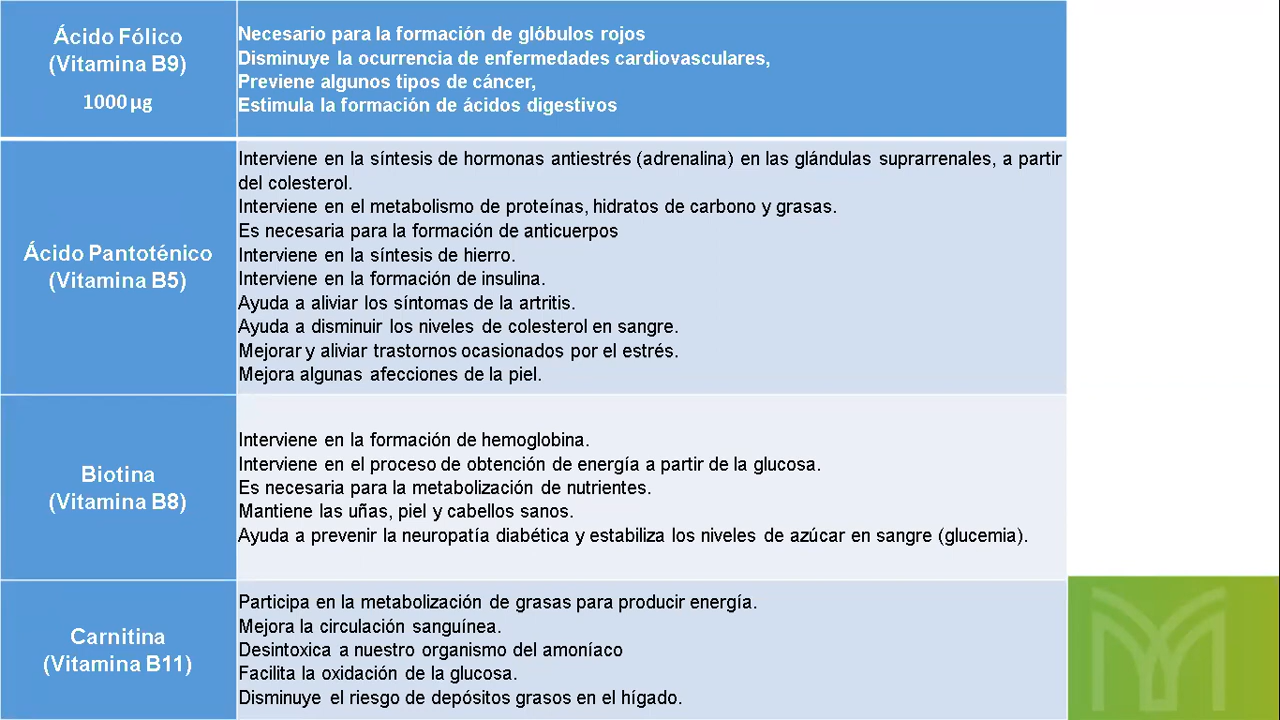 Ácido Fólico
(Vitamina B9)
1000 µg
Necesario para la formación de glóbulos rojos
Disminuye la ocurrencia de enfermedades cardiovasculares,
Previene algunos tipos de cáncer,
Estimula la formación de ácidos digestivos
Ácido Pantoténico
(Vitamina B5)
Interviene en la síntesis de hormonas antiestrés (adrenalina) en las glándulas suprarrenales, a partir
del colesterol.
Interviene en el metabolismo de proteínas, hidratos de carbono y grasas.
Es necesaria para la formación de anticuerpos
Interviene en la síntesis de hierro.
Interviene en la formación de insulina.
Ayuda a aliviar los síntomas de la artritis.
Ayuda a disminuir los niveles de colesterol en sangre.
Mejorar y aliviar trastornos ocasionados por el estrés.
Mejora algunas afecciones de la piel.
Biotina
(Vitamina B8)
Interviene en la formación de hemoglobina.
Interviene en el proceso de obtención de energía a partir de la glucosa.
Es necesaria para la metabolización de nutrientes.
Mantiene las uñas, piel y cabellos sanos.
Ayuda a prevenir la neuropatía diabética y estabiliza los niveles de azúcar en sangre (glucemia).
Carnitina
(Vitamina B11)
Participa en la metabolización de grasas para producir energía.
Mejora la circulación sanguínea.
Desintoxica a nuestro organismo del amoníaco
Facilita la oxidación de la glucosa.
Disminuye el riesgo de depósitos grasos en el hígado.